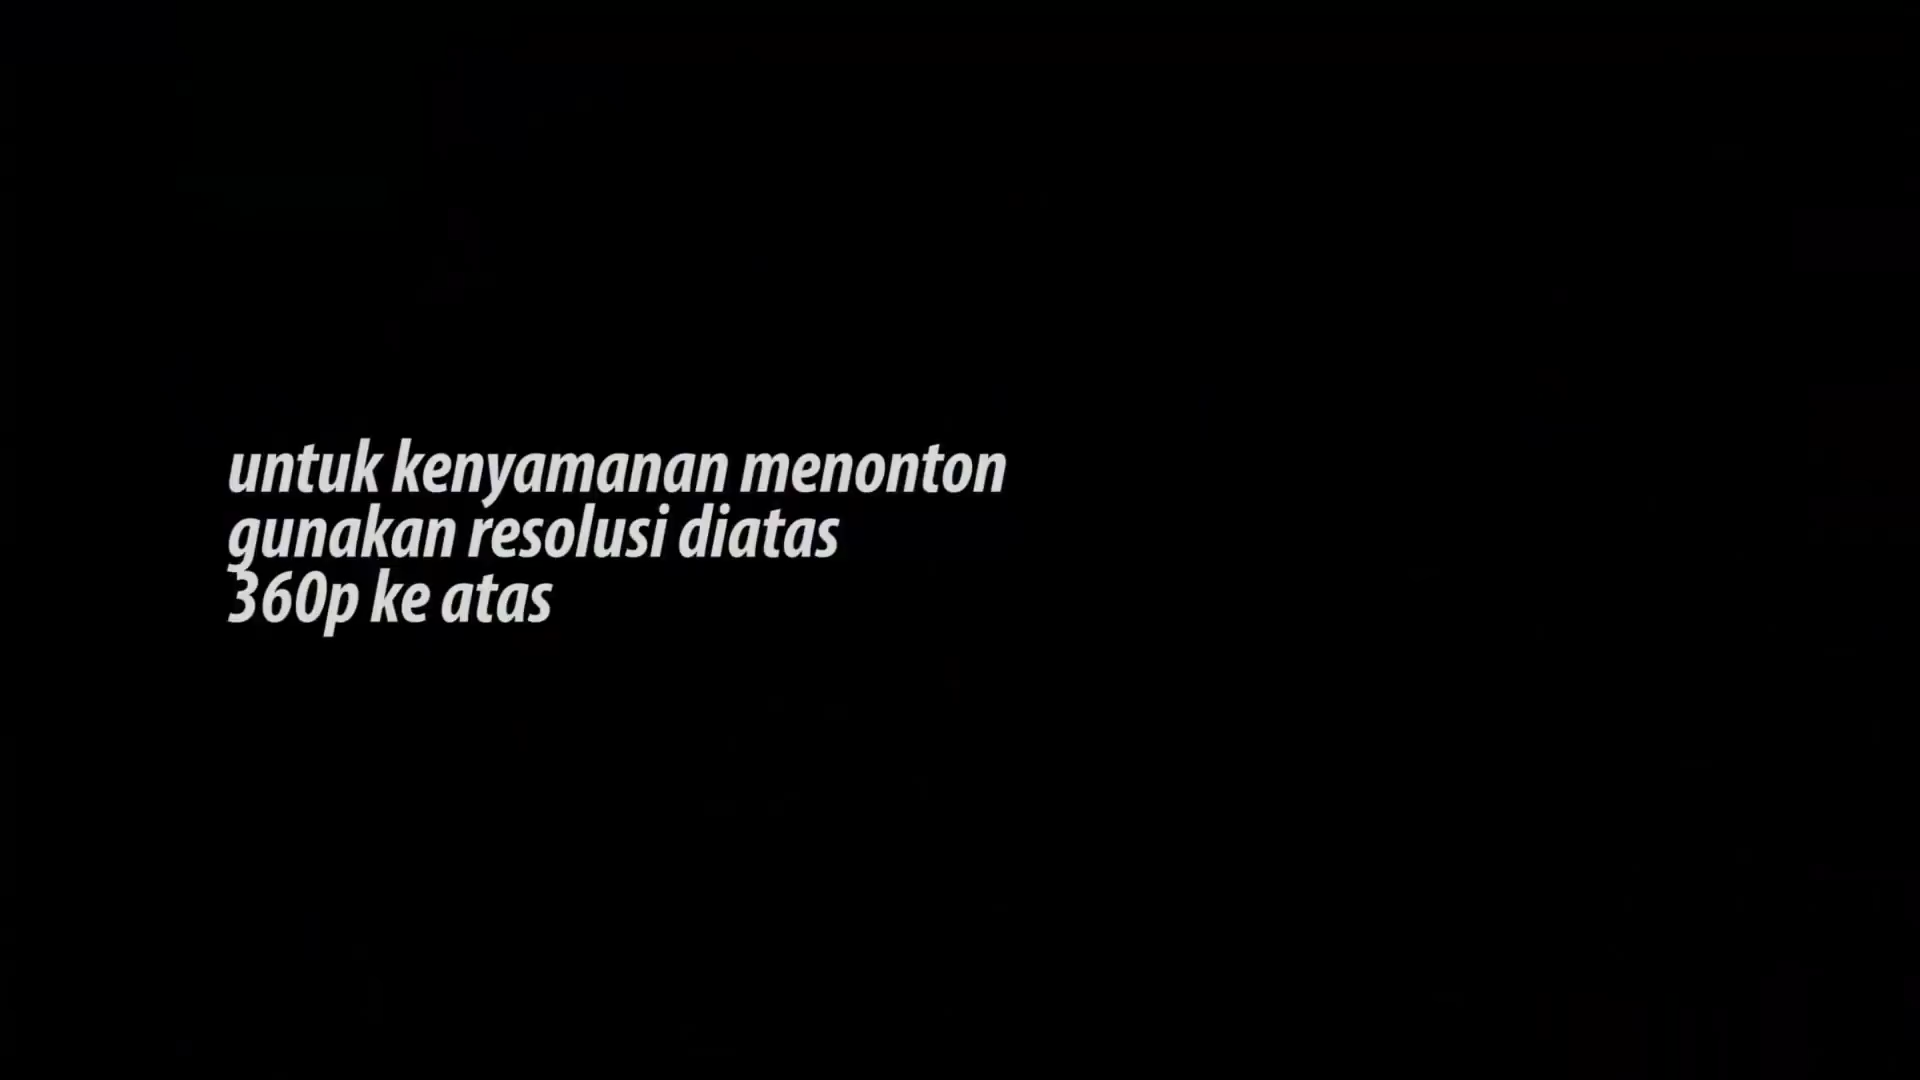 untuk kenyamanan menonton
gunakan resolusi diatas
360p ke atas